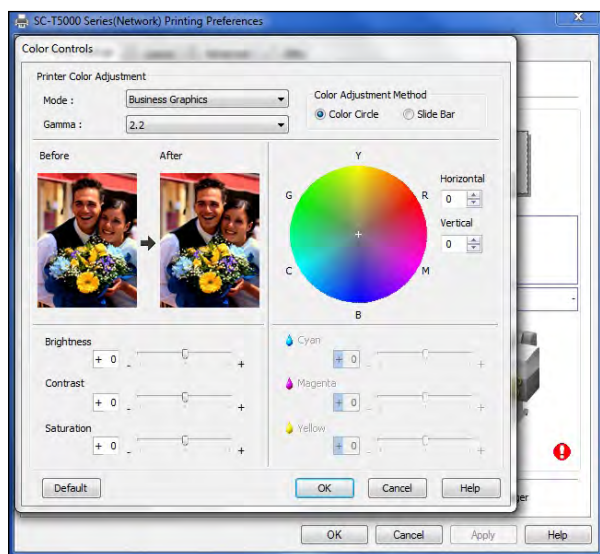 SC-T5000 Series(Network) Printing Preferences
X
Color Controls
Printer Color Adjustment
Mode :
Business Graphics
Gamma :
2.2
Color Adjustment Method
Color Circle
Slide Bar
Before
After
Y
G
R
C
M
B
Horizontal
0
Vertical
0
Brightness
+ 0
- +
Contrast
+ 0
- +
Saturation
+ 0
- +
Cyan
+ 0
- +
Magenta
+ 0
- +
Yellow
+ 0
- +
Default
OK
Cancel
Help
ger
OK
Cancel
Apply
Help